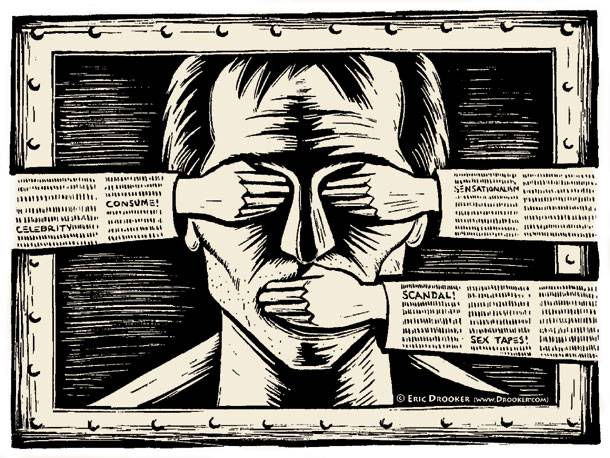 CONSUME!
CELEBRITY
SENSATIONALISM
SCANDAL!
SEX TAPES!
© ERIC DROOKER (WWW.DROOKER.COM)